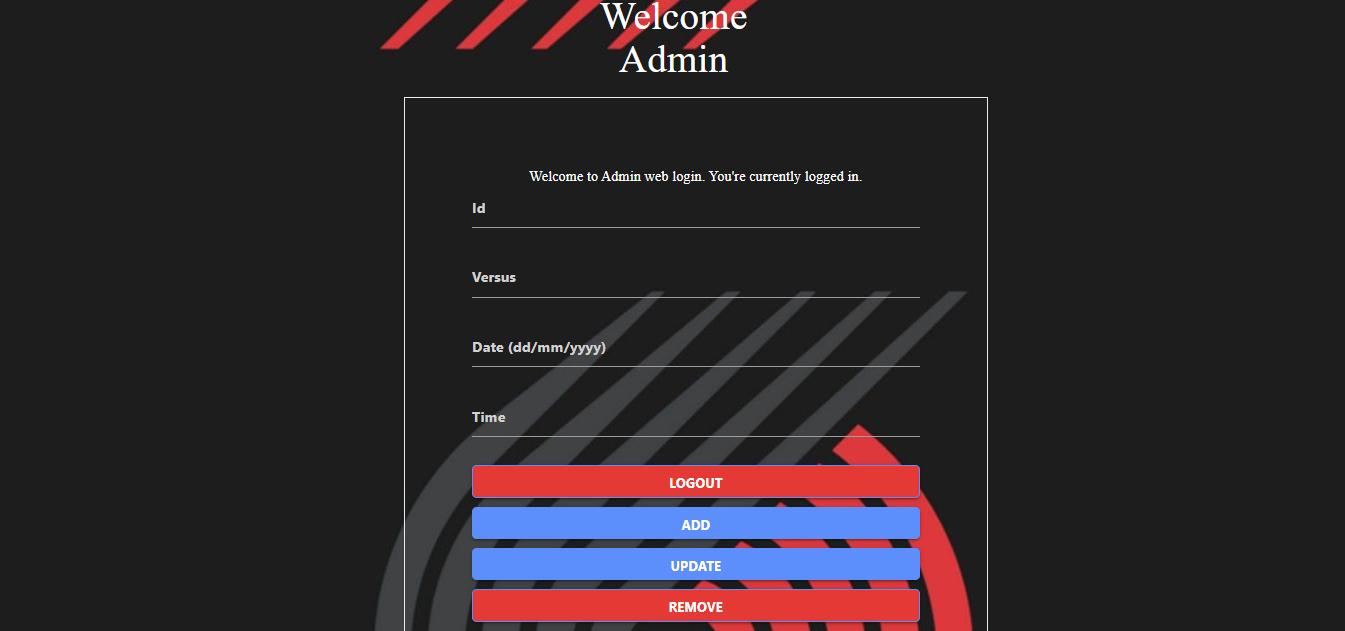 Welcome
Admin
Welcome to Admin web login. You're currently logged in.
Id
Versus
Date (dd/mm/yyyy)
Time
LOGOUT
ADD
UPDATE
REMOVE